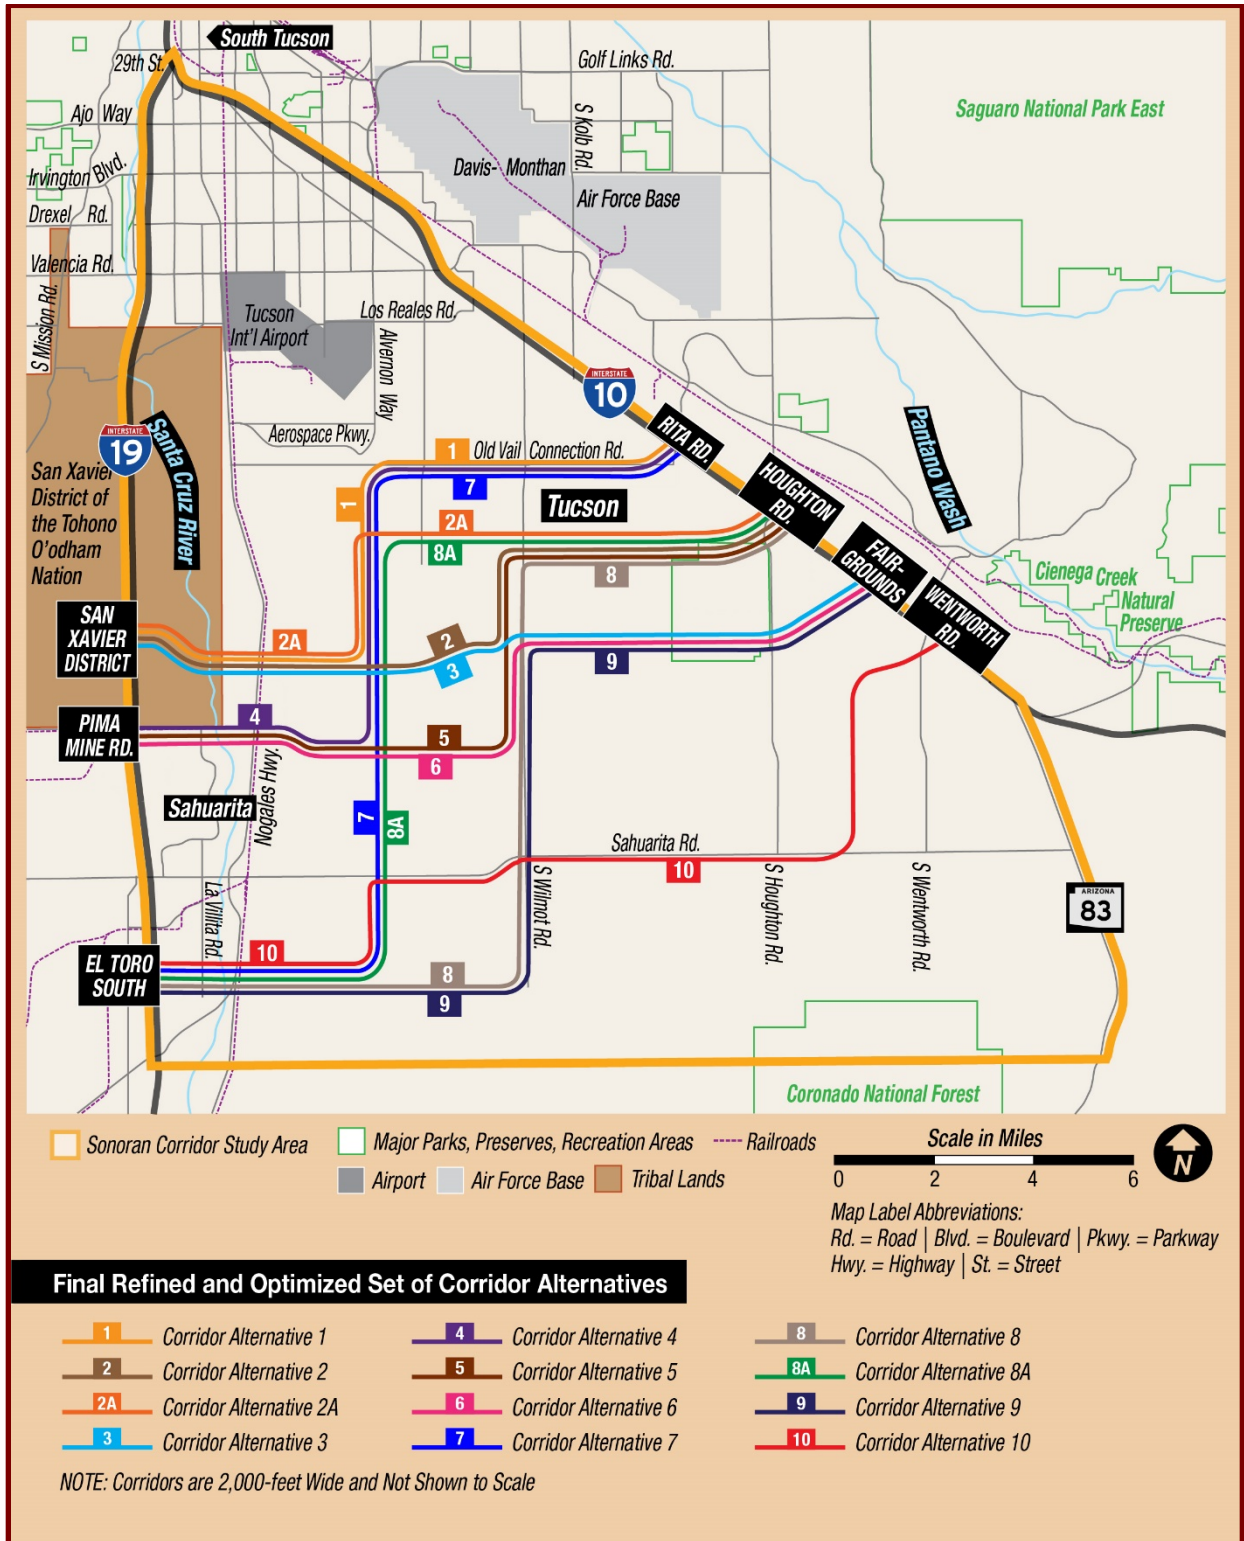 South Tucson
29th St.
Golf Links Rd.
Ajo Way
S Kolb Rd.
Saguaro National Park East
Irvington Blvd.
Davis- Monthan
Air Force Base
Drexel Rd.
Valencia Rd.
S Mission Rd.
Tucson
Int'l Airport
Los Reales Rd.
Alvernon Way
INTERSTATE
10
INTERSTATE
19
Santa Cruz River
Aerospace Pkwy.
RITA RD.
Pantano Wash
1
Old Vail Connection Rd.
San Xavier
District of
the Tohono
O'odham
Nation
7
1
Tucson
HOUGHTON
RD.
2A
8A
8
FAIR-
GROUNDS
Cienega Creek
Natural
Preserve
WENTWORTH
RD.
SAN
XAVIER
DISTRICT
2A
2
3
9
PIMA
MINE RD.
4
5
6
Nogales Hwy.
Sahuarita
7
8A
Sahuarita Rd.
10
S Wilmot Rd.
S Houghton Rd.
S Wentworth Rd.
La Villita Rd.
ARIZONA
83
EL TORO
SOUTH
10
8
9
Coronado National Forest
Sonoran Corridor Study Area
Major Parks, Preserves, Recreation Areas
Railroads
Airport
Air Force Base
Tribal Lands
Scale in Miles
0 2 4 6
N
Map Label Abbreviations:
Rd. = Road | Blvd. = Boulevard | Pkwy. = Parkway
Hwy. = Highway | St. = Street
Final Refined and Optimized Set of Corridor Alternatives
1 Corridor Alternative 1
2 Corridor Alternative 2
2A Corridor Alternative 2A
3 Corridor Alternative 3
4 Corridor Alternative 4
5 Corridor Alternative 5
6 Corridor Alternative 6
7 Corridor Alternative 7
8 Corridor Alternative 8
8A Corridor Alternative 8A
9 Corridor Alternative 9
10 Corridor Alternative 10
NOTE: Corridors are 2,000-feet Wide and Not Shown to Scale